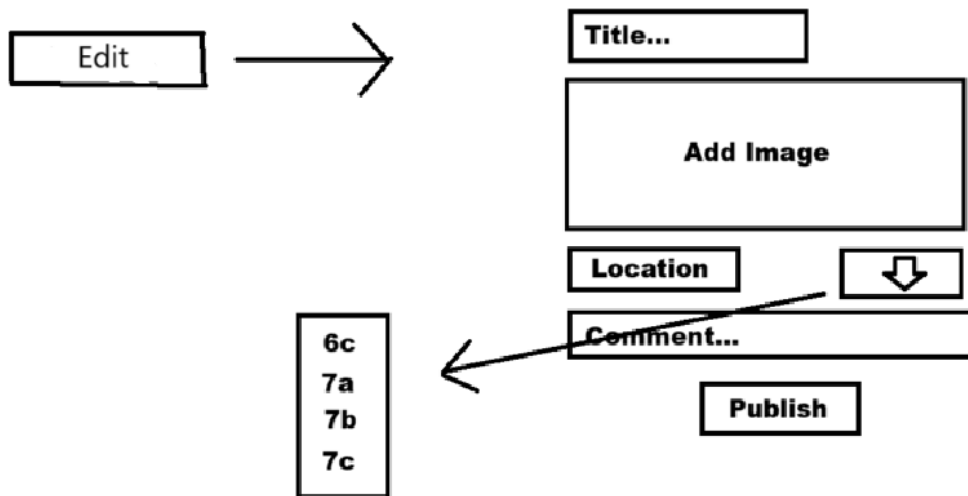 Edit
Title...
Add Image
Location
Comment...
Publish
6c
7a
7b
7c